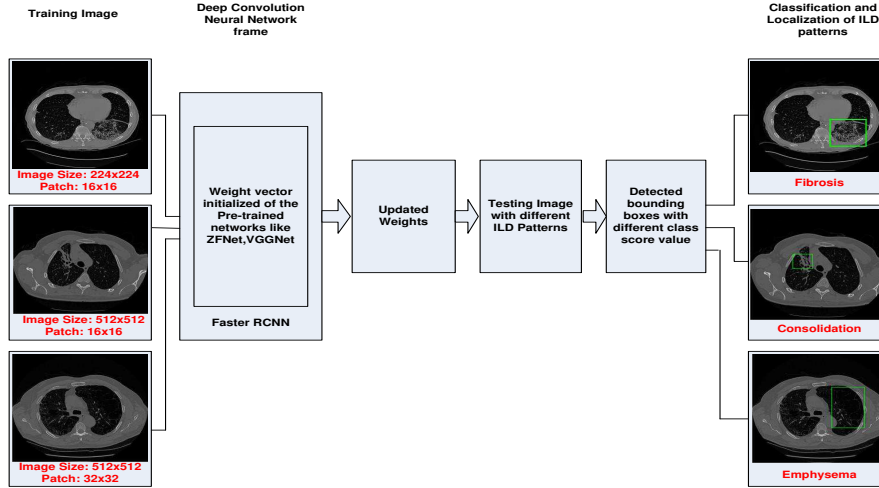 Training Image
Deep Convolution
Neural Network
frame
Classification and
Localization of ILD
patterns
Image Size: 224x224
Patch: 16x16
Image Size: 512x512
Patch: 16x16
Image Size: 512x512
Patch: 32x32
Weight vector
initialized of the
Pre-trained
networks like
ZFNet,VGGNet
Faster RCNN
Updated
Weights
Testing Image
with different
ILD Patterns
Detected
bounding
boxes with
different class
score value
Fibrosis
Consolidation
Emphysema